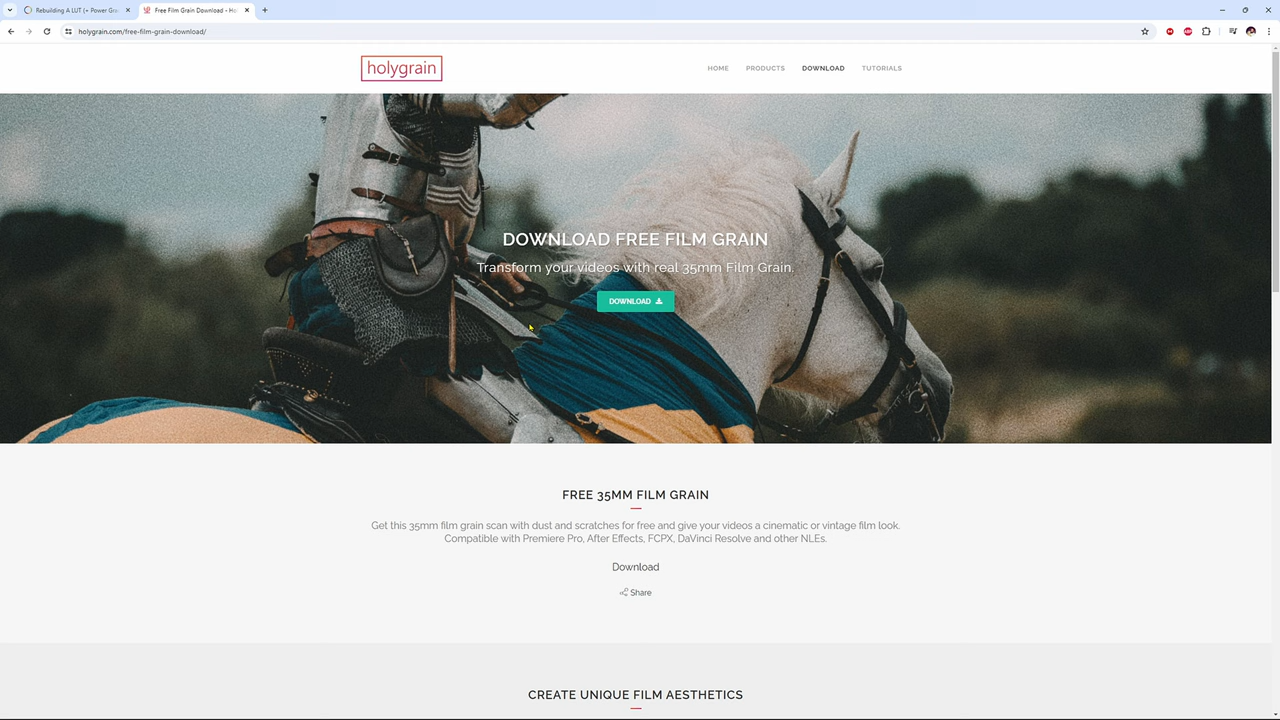 Rebuilding A LUT (+ Power Gr
Free Film Grain Download - Ho
holygrain.com/free-film-grain-download/
holygrain
HOME
PRODUCTS
DOWNLOAD
TUTORIALS
DOWNLOAD FREE FILM GRAIN
Transform your videos with real 35mm Film Grain.
DOWNLOAD
FREE 35MM FILM GRAIN
Get this 35mm film grain scan with dust and scratches for free and give your videos a cinematic or vintage film look.
Compatible with Premiere Pro, After Effects, FCPX, DaVinci Resolve and other NLEs.
Download
Share
CREATE UNIQUE FILM AESTHETICS